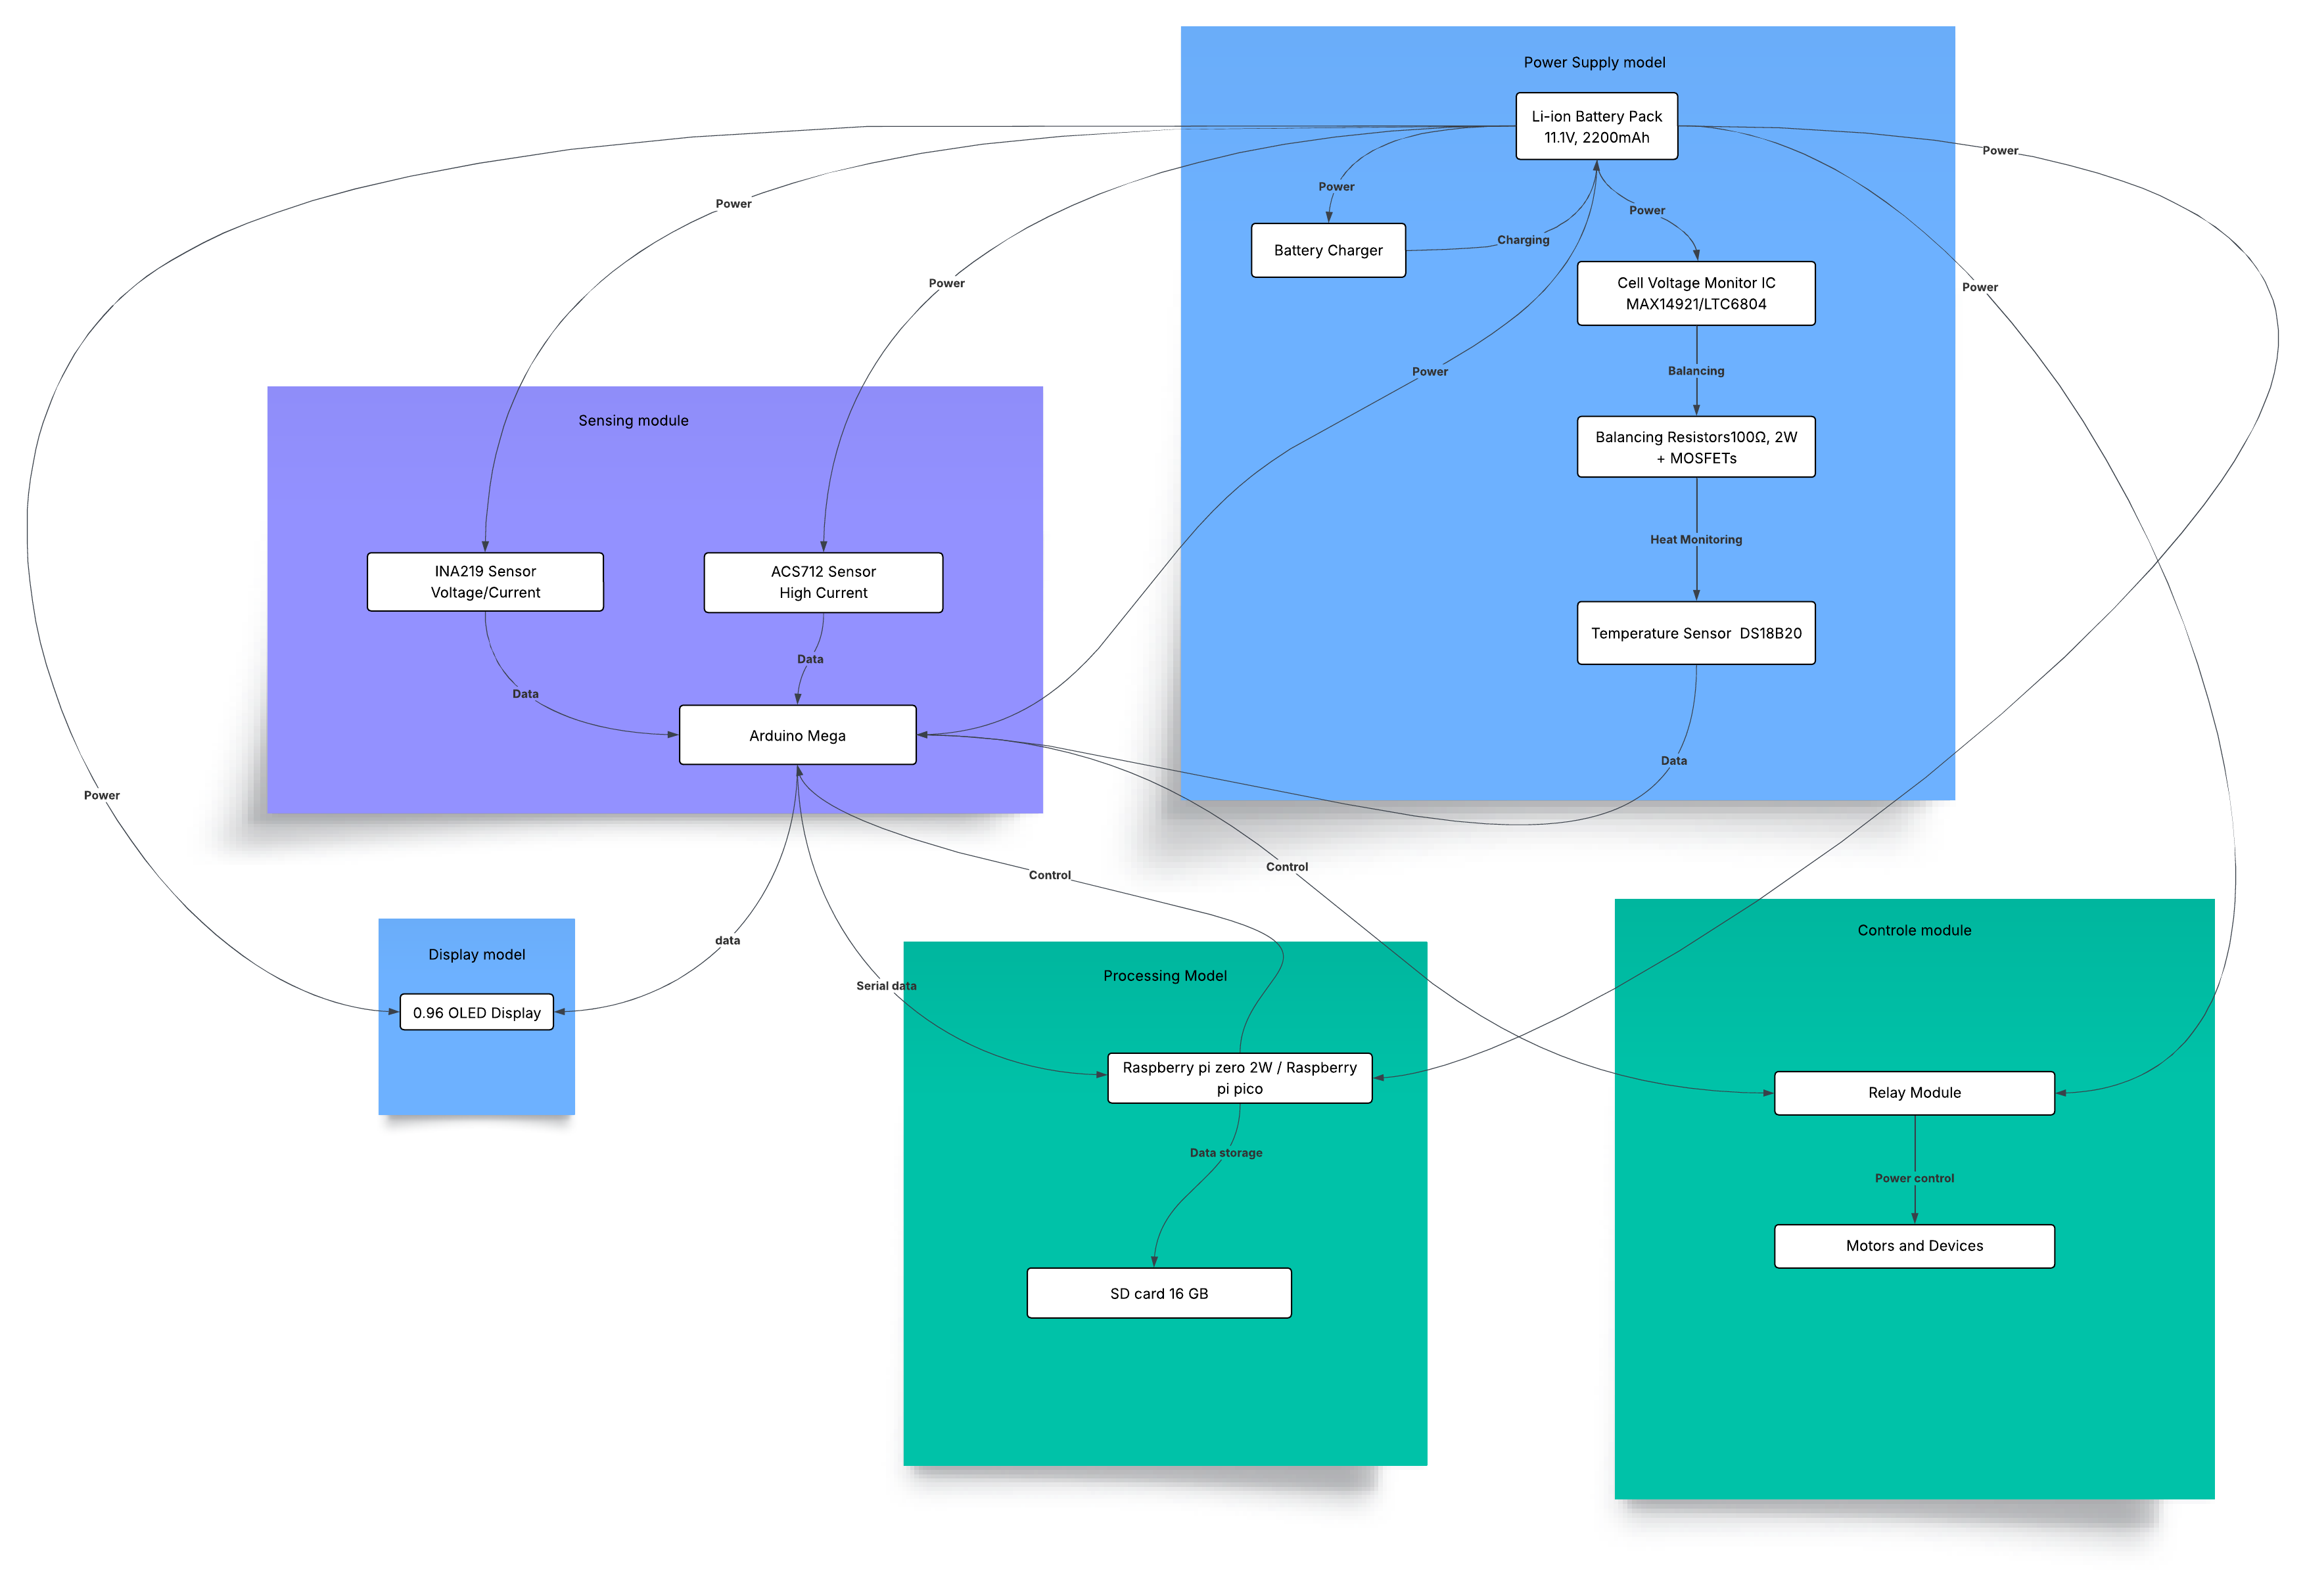 Power Supply model
Li-ion Battery Pack
11.1V, 2200mAh
Power
Power
Power
Power
Charging
Battery Charger
Power
Cell Voltage Monitor IC
MAX14921/LTC6804
Power
Power
Power
Balancing
Balancing Resistors100Ω, 2W
+ MOSFETs
Heat Monitoring
Temperature Sensor  DS18B20
Data
Sensing module
INA219 Sensor
Voltage/Current
ACS712 Sensor
High Current
Data
Data
Arduino Mega
Power
Control
Control
data
Serial data
Display model
0.96 OLED Display
Processing Model
Raspberry pi zero 2W / Raspberry
pi pico
Data storage
SD card 16 GB
Controle module
Relay Module
Power control
Motors and Devices